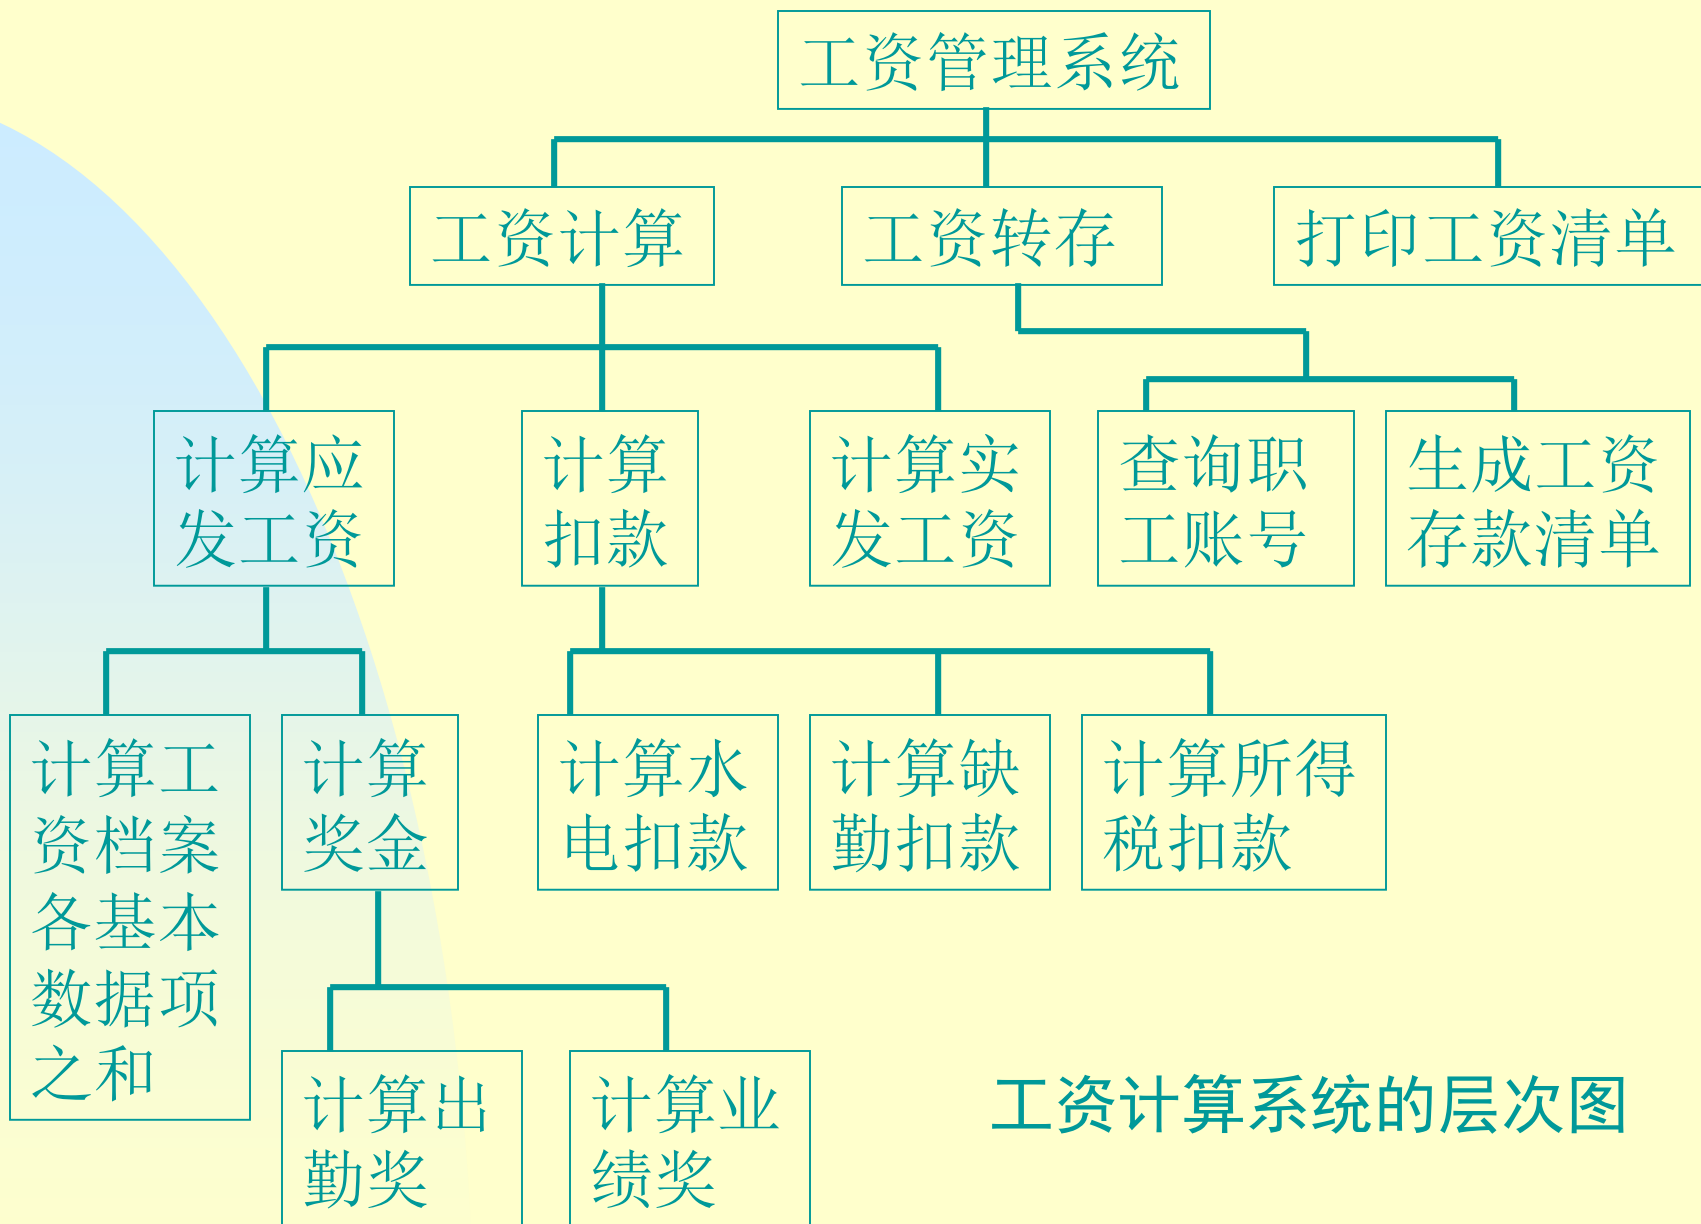 工资管理系统
工资计算
工资转存
打印工资清单
计算应
发工资
计算
扣款
计算实
发工资
查询职
工账号
生成工资
存款清单
计算工
资档案
各基本
数据项
之和
计算
奖金
计算水
电扣款
计算缺
勤扣款
计算所得
税扣款
计算出
勤奖
计算业
绩奖
工资计算系统的层次图